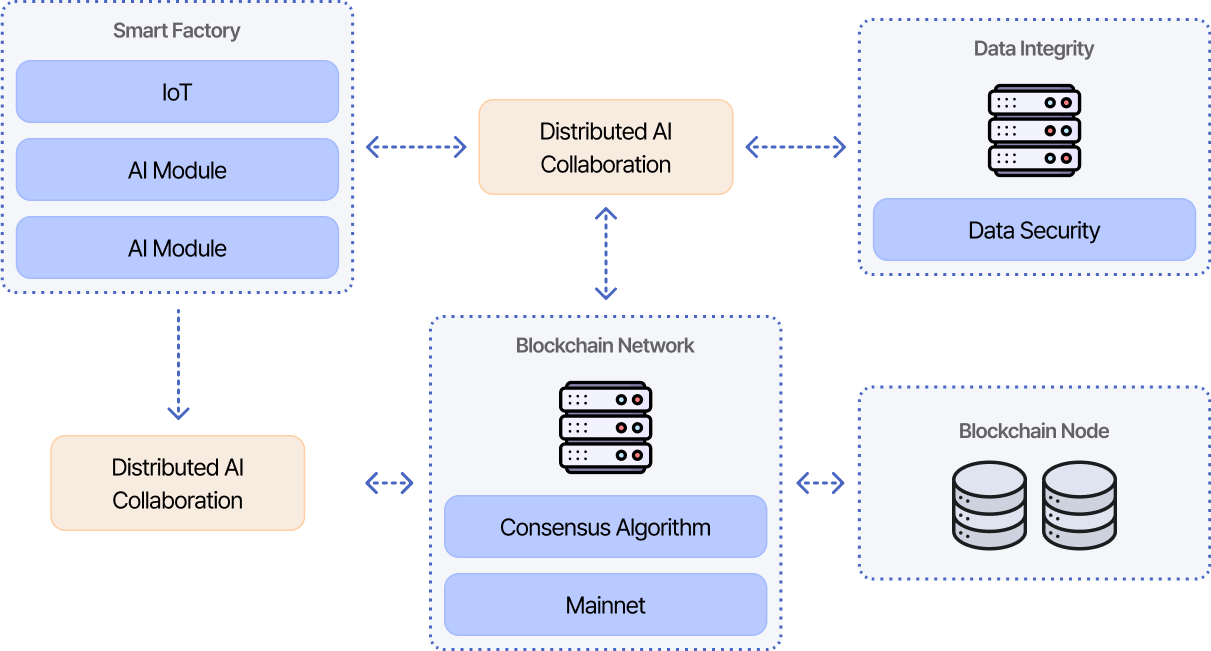 Smart Factory
IoT
AI Module
AI Module
Distributed AI
Collaboration
Data Integrity
Data Security
Distributed AI
Collaboration
Blockchain Network
Consensus Algorithm
Mainnet
Blockchain Node